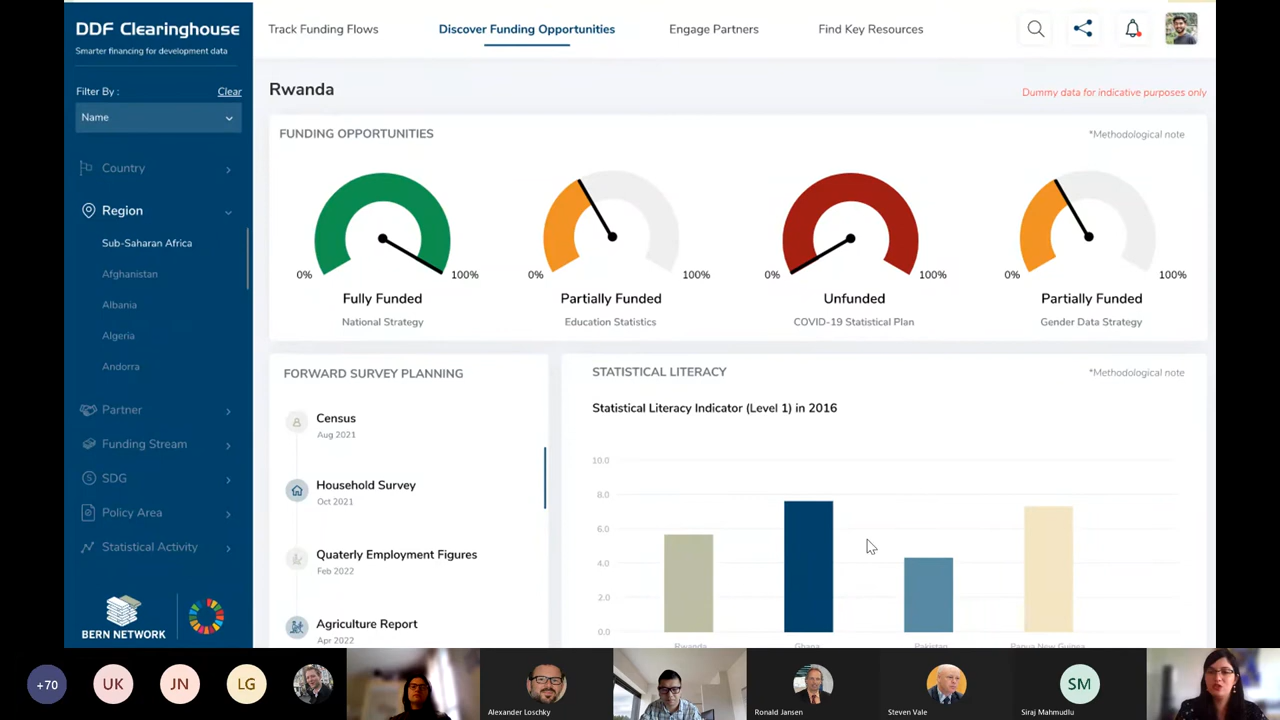 DDF Clearinghouse
Smarter financing for development data
Track Funding Flows
Discover Funding Opportunities
Engage Partners
Find Key Resources
Filter By :
Clear
Name
Country
Region
Sub-Saharan Africa
Afghanistan
Albania
Algeria
Andorra
Partner
Funding Stream
SDG
Policy Area
Statistical Activity
BERN NETWORK
Rwanda
Dummy data for indicative purposes only
FUNDING OPPORTUNITIES
*Methodological note
0%
100%
Fully Funded
National Strategy
0%
100%
Partially Funded
Education Statistics
0%
100%
Unfunded
COVID-19 Statistical Plan
0%
100%
Partially Funded
Gender Data Strategy
FORWARD SURVEY PLANNING
Census
Aug 2021
Household Survey
Oct 2021
Quaterly Employment Figures
Feb 2022
Agriculture Report
Apr 2022
STATISTICAL LITERACY
*Methodological note
Statistical Literacy Indicator (Level 1) in 2016
10.0
8.0
6.0
4.0
2.0
0.0
Rwanda
Ghana
Pakistan
Papua New Guinea
+70
UK
JN
LG
Alexander Loschky
Ronald Jansen
Steven Vale
SM
Siraj Mahmudlu